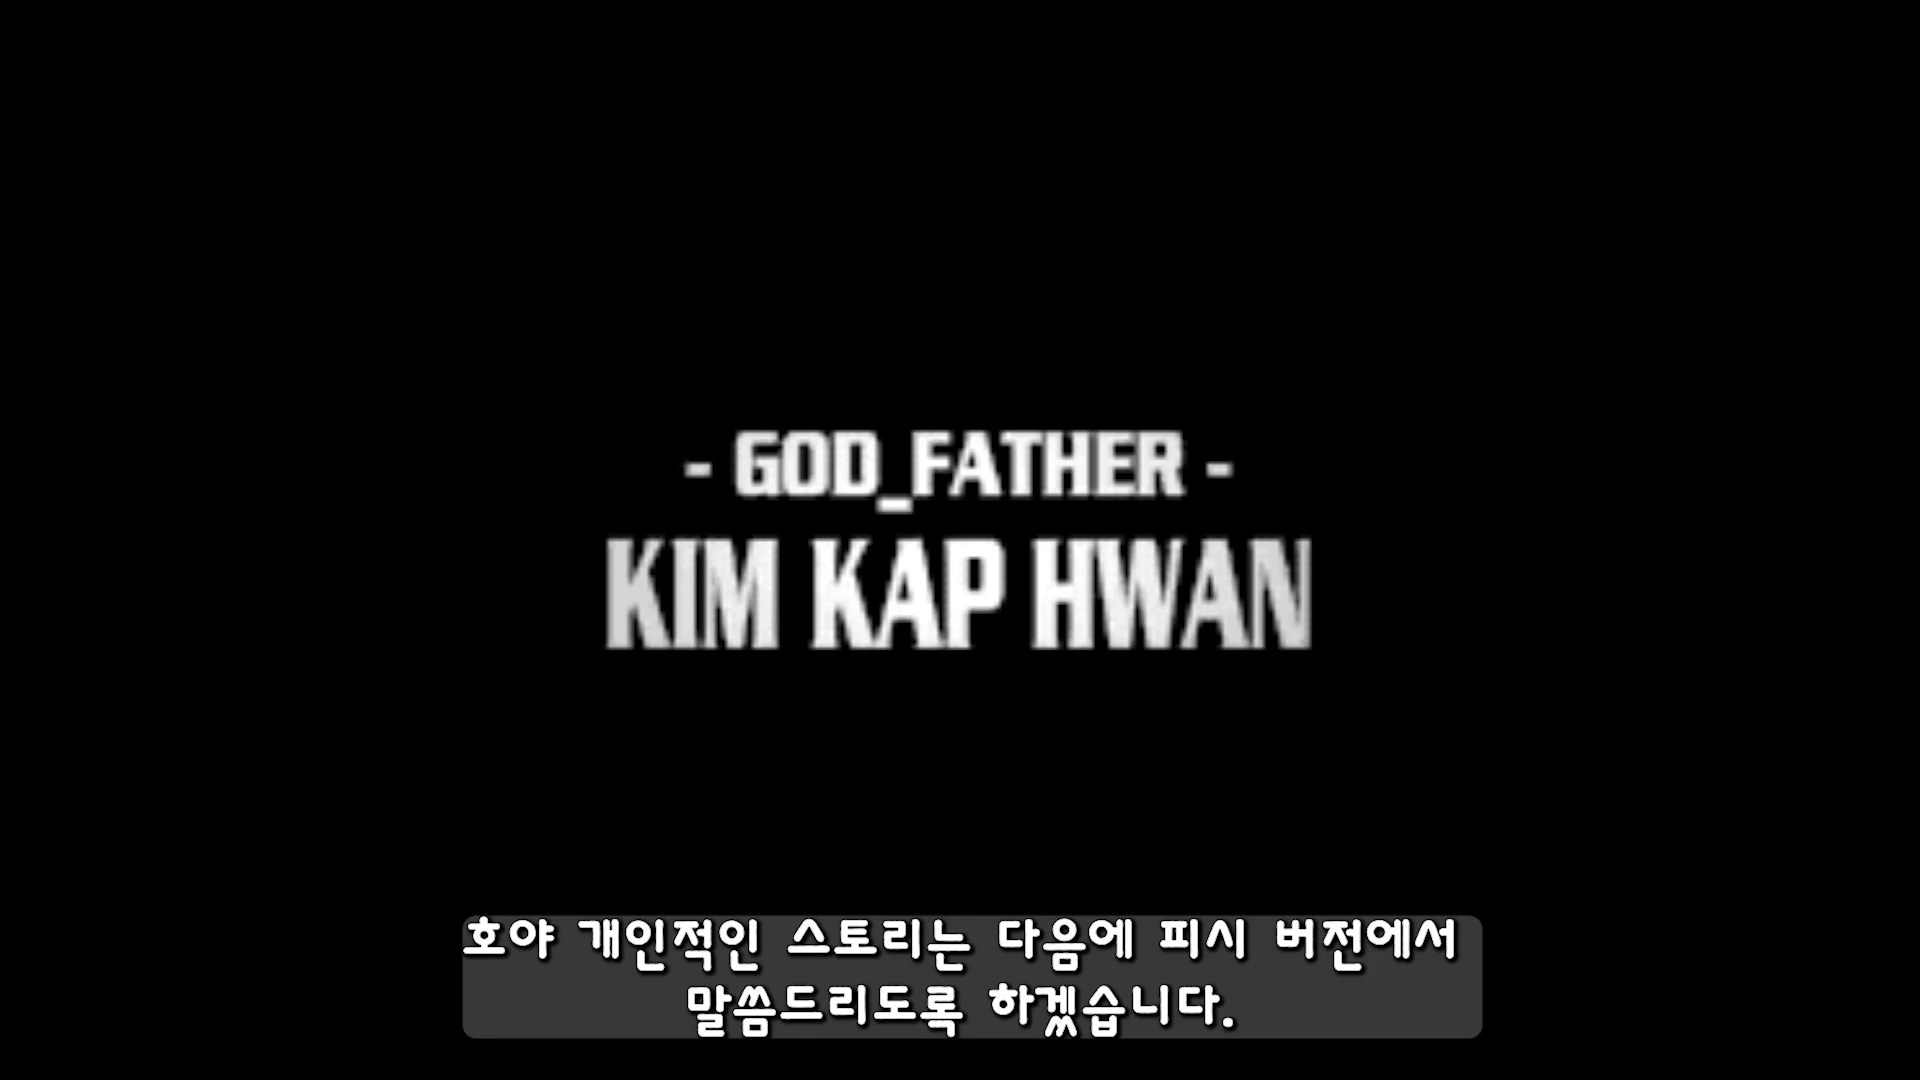 - GOD_FATHER -
KIM KAP HWAN
호야 개인적인 스토리는 다음에 피시 버전에서
말씀드리도록 하겠습니다.